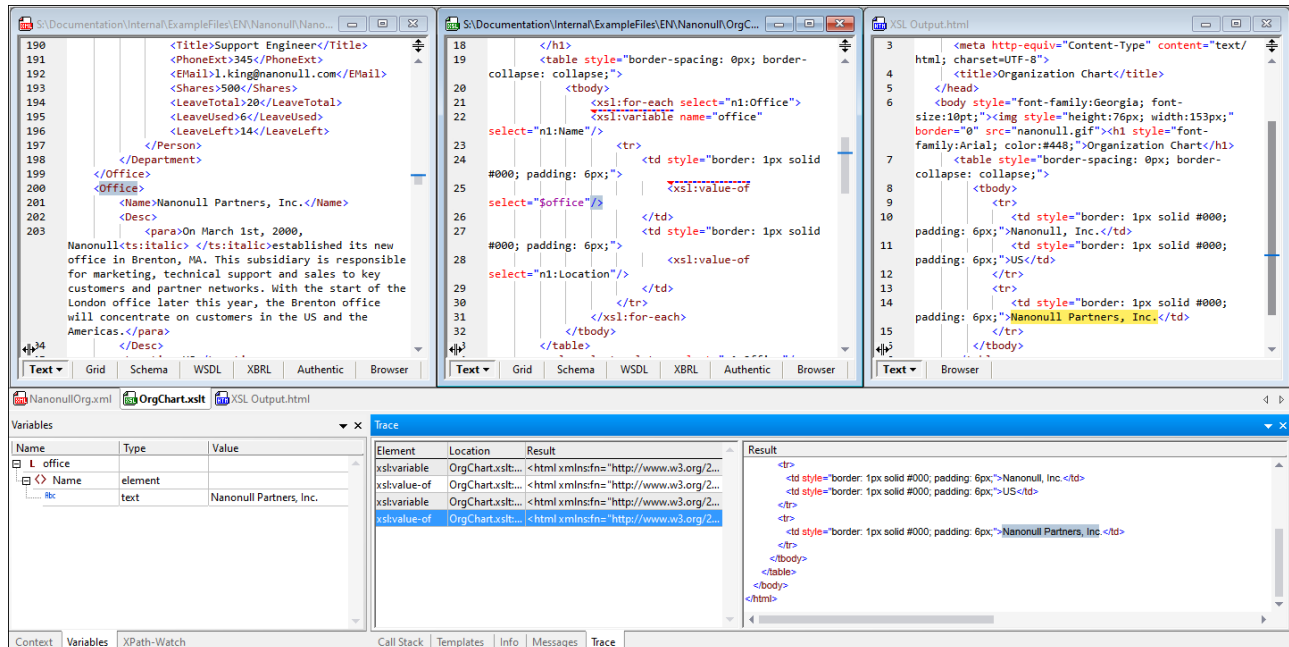 S:\Documentation\Internal\ExampleFiles\EN\Nanonull\Nano...
190 <Title>Support Engineer</Title>
191 <PhoneExt>345</PhoneExt>
192 <EMail>l.king@nanonull.com</EMail>
193 <Shares>500</Shares>
194 <LeaveTotal>20</LeaveTotal>
195 <LeaveUsed>6</LeaveUsed>
196 <LeaveLeft>14</LeaveLeft>
197 </Person>
198 </Department>
199 </Office>
200 <Office>
201 <Name>Nanonull Partners, Inc.</Name>
202 <Desc>
203 <para>On March 1st, 2000,
Nanonull<ts:italic> </ts:italic>established its new
office in Brenton, MA. This subsidiary is responsible
for marketing, technical support and sales to key
customers and partner networks. With the start of the
London office later this year, the Brenton office
will concentrate on customers in the US and the
Americas.</para>
34 </Desc>
Text Grid Schema WSDL XBRL Authentic Browser
S:\Documentation\Internal\ExampleFiles\EN\Nanonull\OrgC...
18 </h1>
19 <table style="border-spacing: 0px; border-
collapse: collapse;">
20 <tbody>
21 <xsl:for-each select="n1:Office">
22 <xsl:variable name="office"
select="n1:Name"/>
23 <tr>
24 <td style="border: 1px solid
#000; padding: 6px;">
25 <xsl:value-of
select="$office"/>
26 </td>
27 <td style="border: 1px solid
#000; padding: 6px;">
28 <xsl:value-of
select="n1:Location"/>
29 </td>
30 </tr>
31 </xsl:for-each>
32 </tbody>
3 </table>
Text Grid Schema WSDL XBRL Authentic Browser
XSL Output.html
3 <meta http-equiv="Content-Type" content="text/
html; charset=UTF-8">
4 <title>Organization Chart</title>
5 </head>
6 <body style="font-family:Georgia; font-
size:10pt;"><img style="height:76px; width:153px;"
border="0" src="nanonull.gif"><h1 style="font-
family:Arial; color:#448;">Organization Chart</h1>
7 <table style="border-spacing: 0px; border-
collapse: collapse;">
8 <tbody>
9 <tr>
10 <td style="border: 1px solid #000;
padding: 6px;">Nanonull, Inc.</td>
11 <td style="border: 1px solid #000;
padding: 6px;">US</td>
12 </tr>
13 <tr>
14 <td style="border: 1px solid #000;
padding: 6px;">Nanonull Partners, Inc.</td>
15 </tr>
</tbody>
Text Browser
NanonullOrg.xml OrgChart.xslt XSL Output.html
Variables
Name Type Value
L office
<> Name element
Abc text Nanonull Partners, Inc.
Context Variables XPath-Watch
Trace
Element Location Result
xsl:variable OrgChart.xslt:... <html xmlns:fn="http://www.w3.org/2...
xsl:value-of OrgChart.xslt:... <html xmlns:fn="http://www.w3.org/2...
xsl:variable OrgChart.xslt:... <html xmlns:fn="http://www.w3.org/2...
xsl:value-of OrgChart.xslt:... <html xmlns:fn="http://www.w3.org/2...
Result
<tr>
<td style="border: 1px solid #000; padding: 6px;">Nanonull, Inc.</td>
<td style="border: 1px solid #000; padding: 6px;">US</td>
</tr>
<tr>
<td style="border: 1px solid #000; padding: 6px;">Nanonull Partners, Inc.</td>
</tr>
</tbody>
</table>
</body>
</html>
Call Stack Templates Info Messages Trace